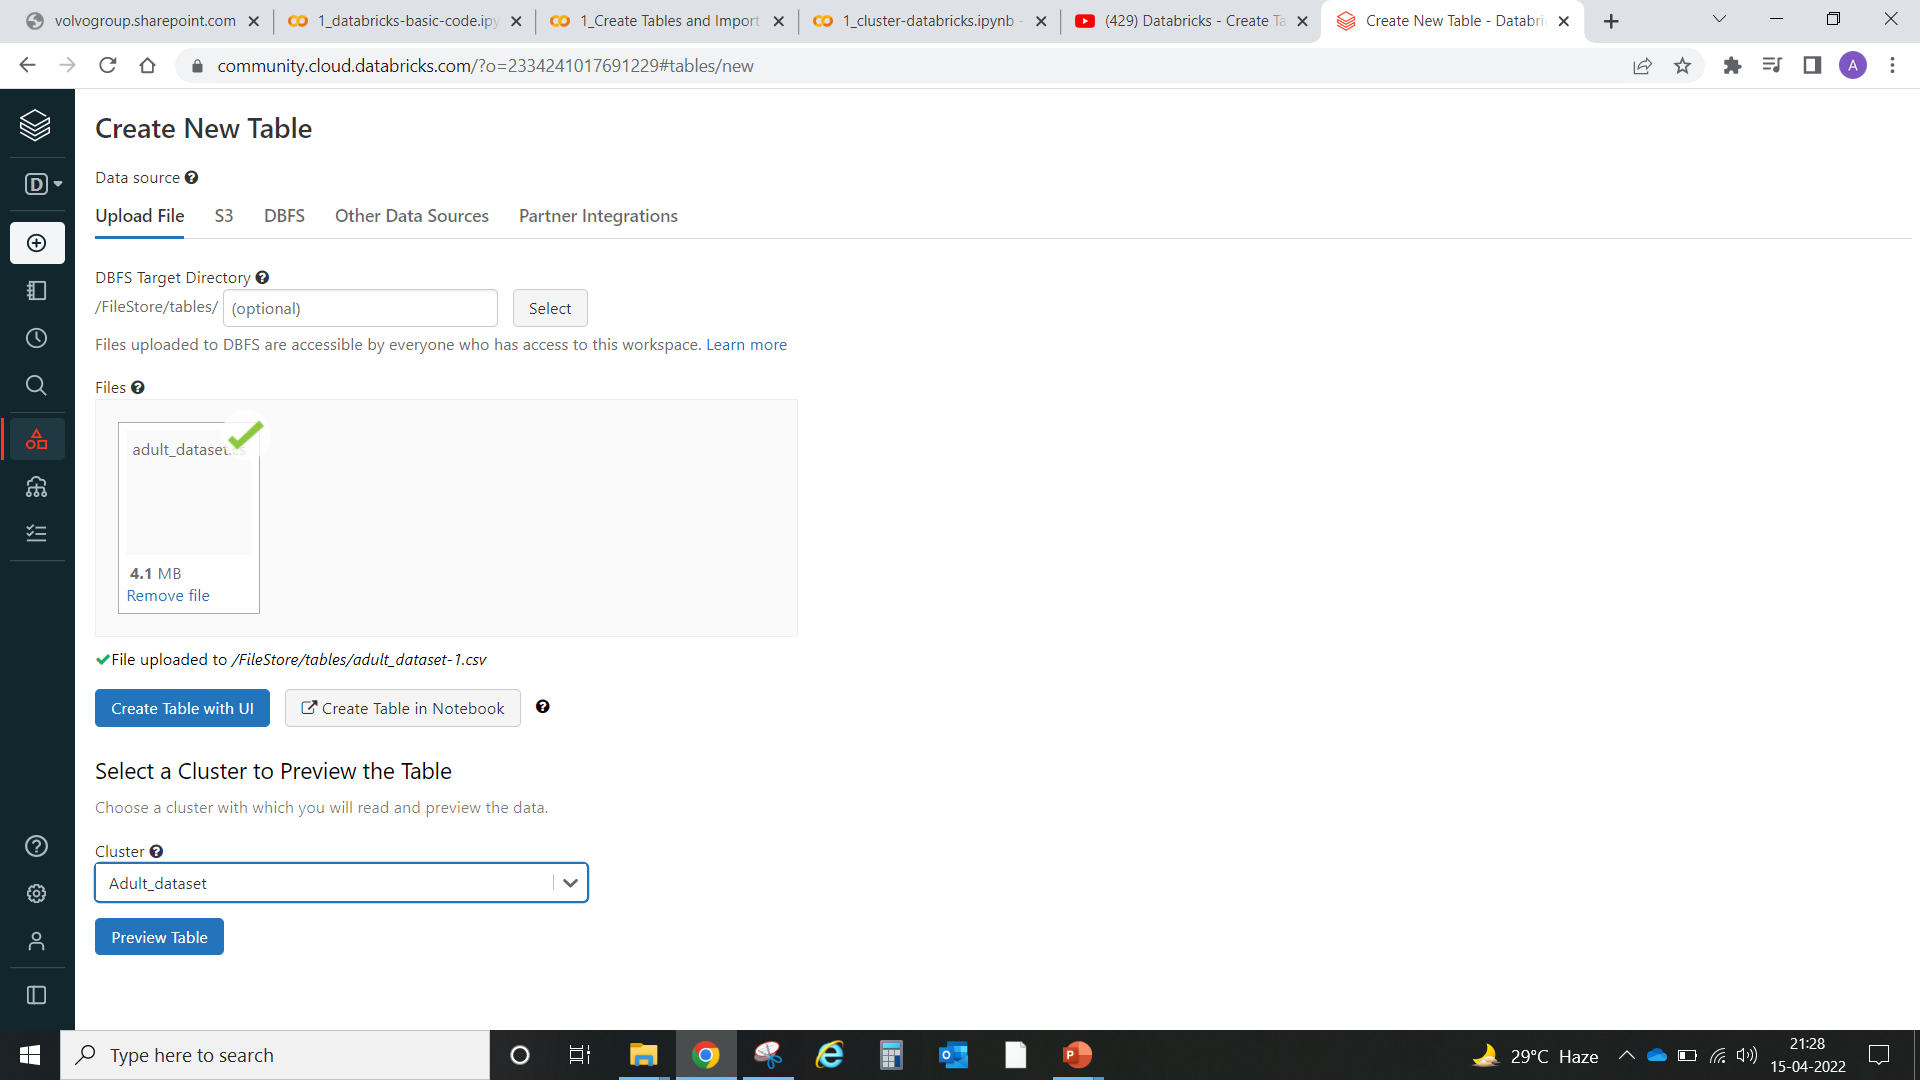 volvogroup.sharepoint.com
1_databricks-basic-code.ipy
1_Create Tables and Import
1_cluster-databricks.ipynb -
(429) Databricks - Create Ta
Create New Table - Databri
community.cloud.databricks.com/?o=2334241017691229#tables/new
A
D
Create New Table
Data source
Upload File S3 DBFS Other Data Sources Partner Integrations
DBFS Target Directory
/FileStore/tables/ (optional) Select
Files uploaded to DBFS are accessible by everyone who has access to this workspace. Learn more
Files
adult_dataset.cs
4.1 MB
Remove file
File uploaded to /FileStore/tables/adult_dataset-1.csv
Create Table with UI Create Table in Notebook
Select a Cluster to Preview the Table
Choose a cluster with which you will read and preview the data.
Cluster
Adult_dataset
Preview Table
Type here to search
29°C Haze
21:28
15-04-2022